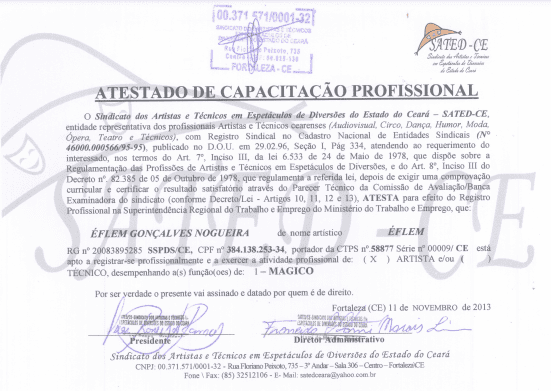 00.371.571/0001-32
SINDICATO DOS ARTISTAS E TÉCNICOS
FORTALEZA - CE
SATED-CE
Sindicato dos Artistas e Técnicos
em Espetáculos de Diversões
do Estado do Ceará
ATESTADO DE CAPACITAÇÃO PROFISSIONAL
O Sindicato dos Artistas e Técnicos em Espetáculos de Diversões do Estado do Ceará – SATED-CE,
entidade representativa dos profissionais Artistas e Técnicos cearenses (Audiovisual, Circo, Dança, Humor, Moda,
Ópera, Teatro e Técnicos), com Registro Sindical no Cadastro Nacional de Entidades Sindicais (Nº
46000.000566/95-95), publicado no D.O.U. em 29.02.96, Seção I, Pág 334, atendendo ao requerimento do
interessado, nos termos do Art. 7º, Inciso III, da lei 6.533 de 24 de Maio de 1978, que dispõe sobre a
Regulamentação das Profissões de Artistas e Técnicos em Espetáculos de Diversões, e do Art. 8º, Inciso III do
Decreto nº 82.385 de 05 de Outubro de 1978, que regulamenta a referida lei, depois de exigir uma comprovação
curricular e certificar o resultado satisfatório através do Parecer Técnico da Comissão de Avaliação/Banca
Examinadora do sindicato (conforme Decreto/Lei - Artigos 10, 11, 12 e 13), ATESTA para efeito do Registro
Profissional na Superintendência Regional do Trabalho e Emprego do Ministério do Trabalho e Emprego, que:
ÉFLEM GONÇALVES NOGUEIRA de nome artístico ÉFLEM
RG nº 20083895285 SSPDS/CE, CPF nº 384.138.253-34, portador da CTPS nº 58877 Série nº 00009/ CE está
apto a registrar-se profissionalmente e a exercer a atividade profissional de: ( X ) ARTISTA e/ou ( )
TÉCNICO, desempenhando a(s) função(oes) de: 1 – MAGICO
Por ser verdade o presente vai assinado e datado por quem é de direito.
Fortaleza (CE) 11 de NOVEMBRO de 2013
Presidente Diretor Administrativo
Sindicato dos Artistas e Técnicos em Espetáculos de Diversões do Estado do Ceará
CNPJ: 00.371.571/0001-32 - Rua Floriano Peixoto, 735 – 3º Andar – Sala 306 – Centro – Fortaleza/CE
Fone \ Fax: (85) 32512106 - E- Mail: satedceara@yahoo.com.br